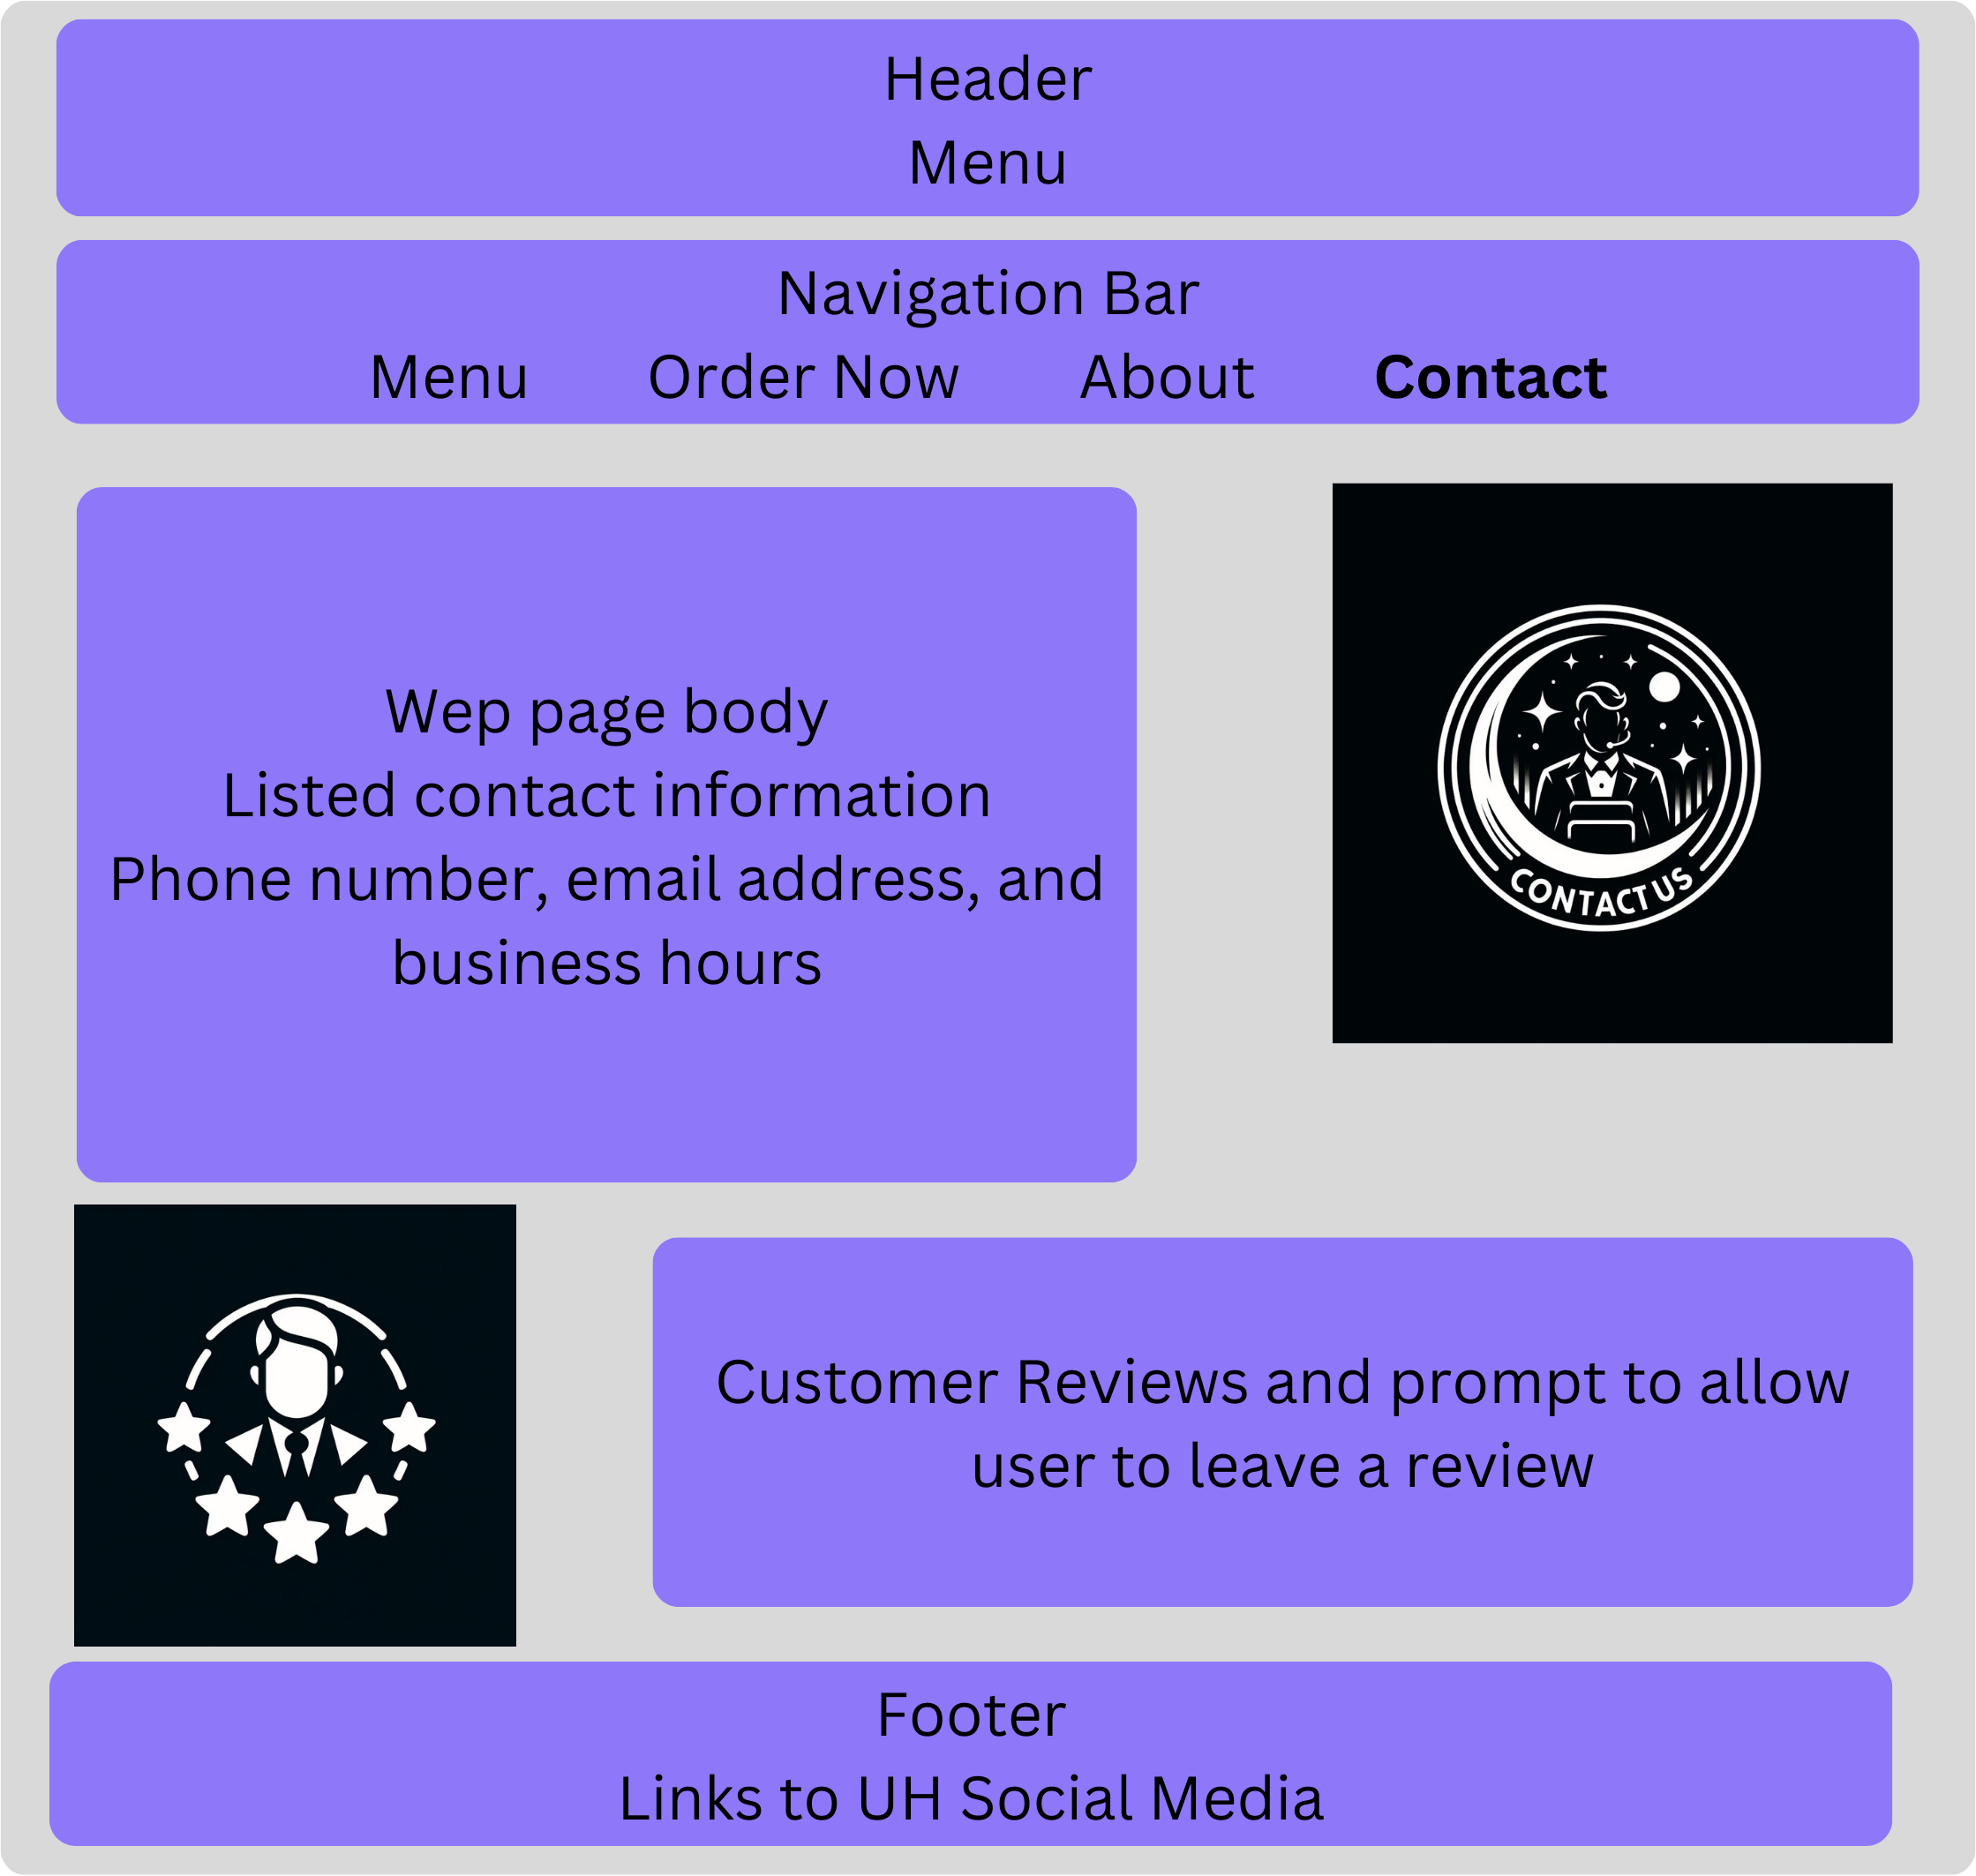 Header
Menu
Navigation Bar
Menu Order Now About Contact
Wep page body
Listed contact information
Phone number, email address, and
business hours
CONTACT US
Customer Reviews and prompt to allow
user to leave a review
Footer
Links to UH Social Media